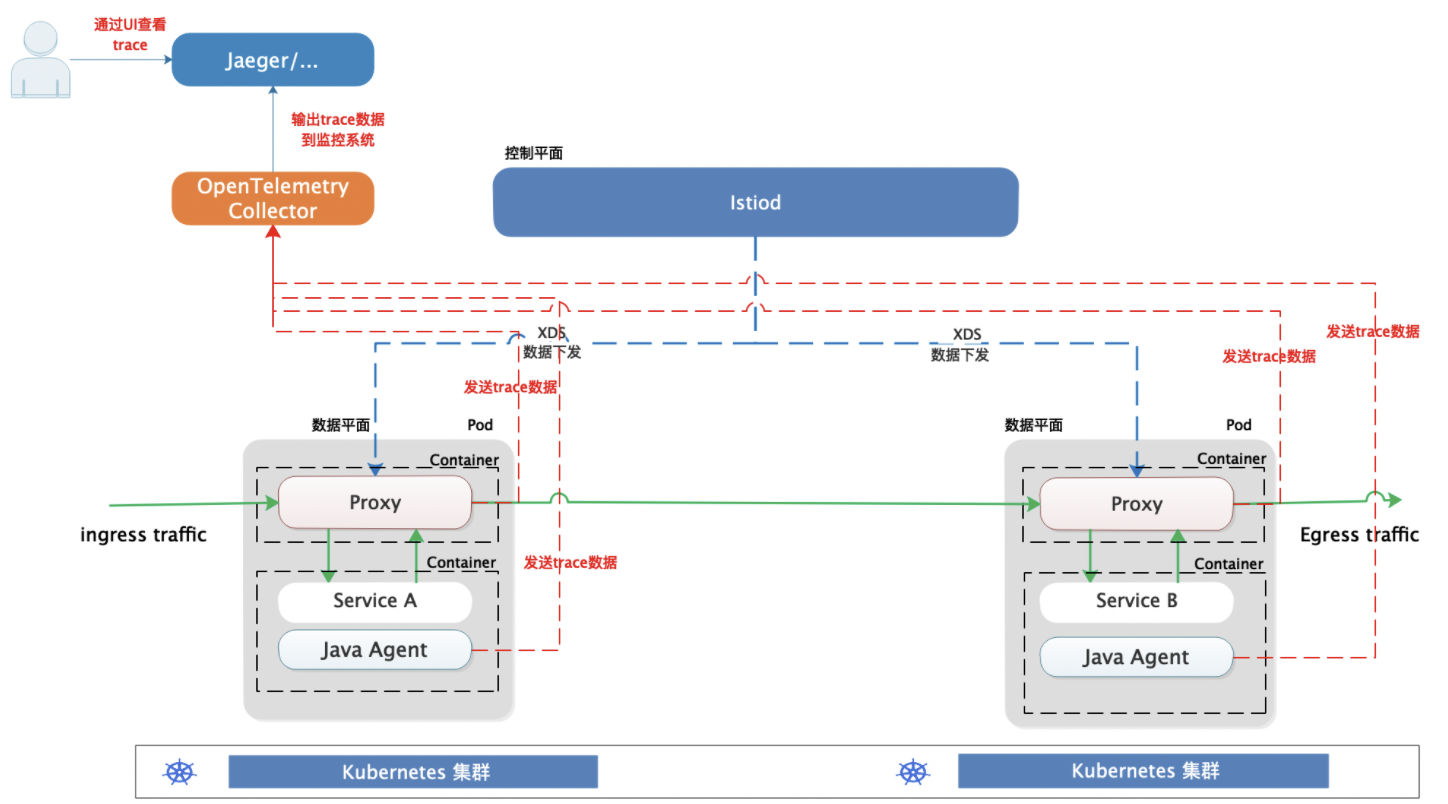 通过UI查看
trace
Jaeger/...
输出trace数据
到监控系统
控制平面
OpenTelemetry
Collector
Istiod
XDS
数据下发
XDS
数据下发
发送trace数据
发送trace数据
发送trace数据
数据平面
Pod
数据平面
Pod
Container
Container
Proxy
Proxy
ingress traffic
Egress traffic
Container
发送trace数据
Container
Service A
Service B
Java Agent
Java Agent
Kubernetes 集群
Kubernetes 集群